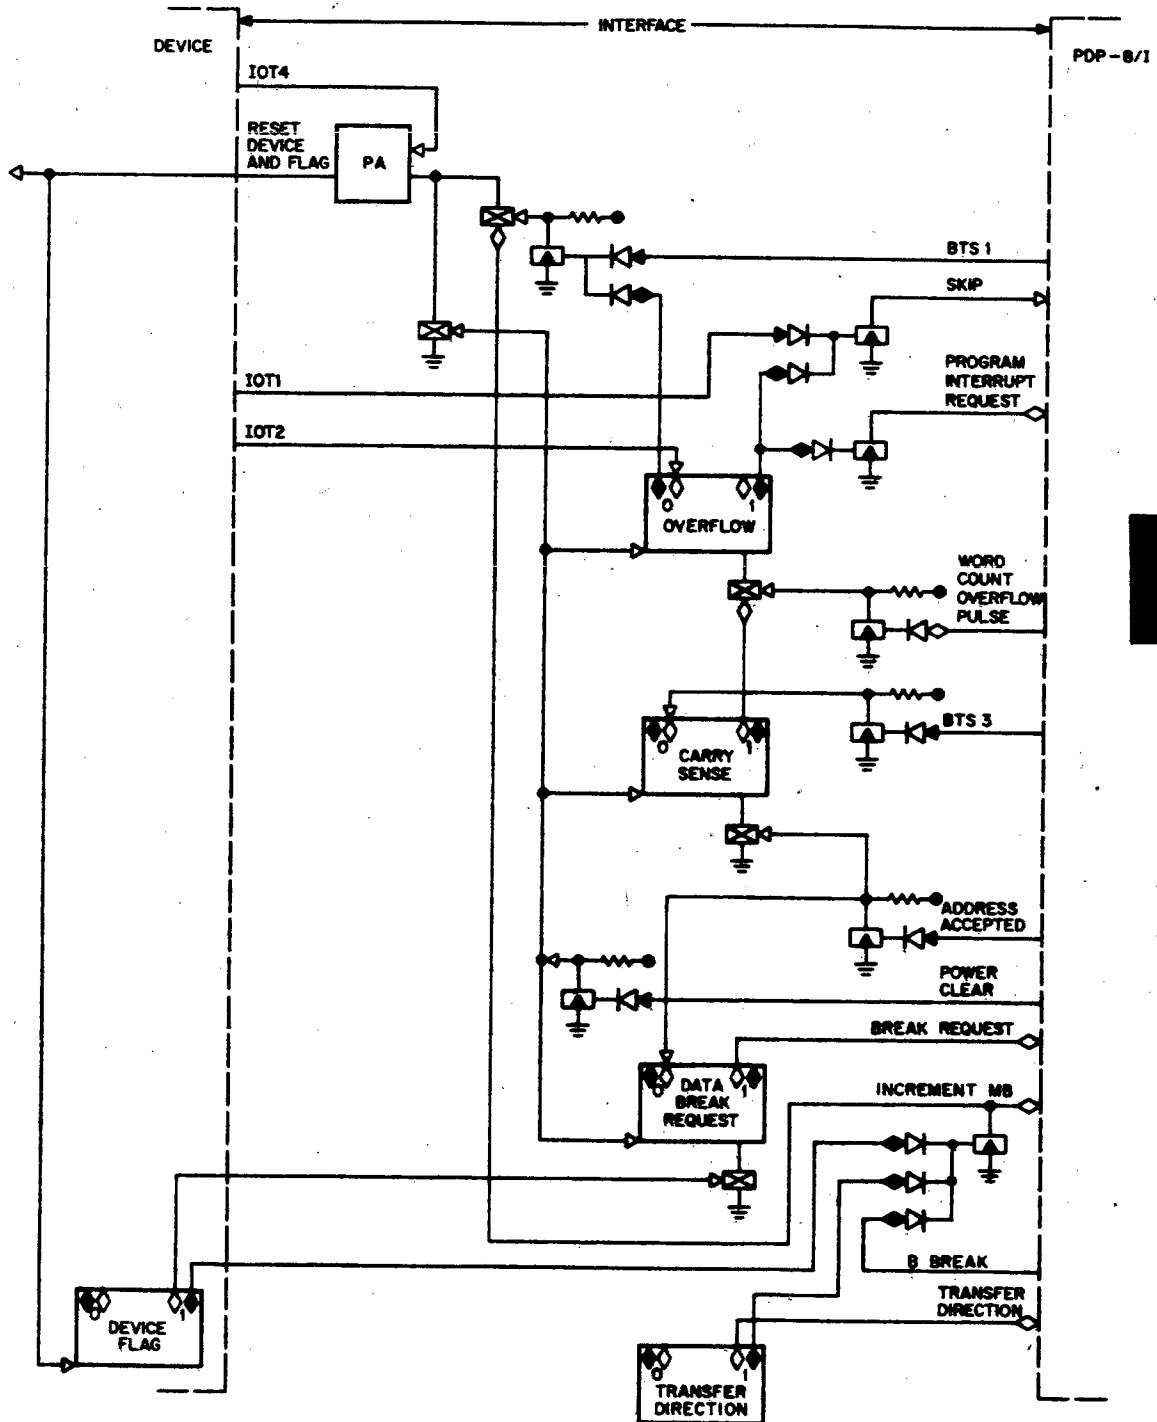 INTERFACE
DEVICE
PDP-8/I
IOT4
RESET
DEVICE
AND FLAG
PA
BTS 1
SKIP
PROGRAM
INTERRUPT
REQUEST
IOT1
IOT2
0
1
OVERFLOW
WORD
COUNT
OVERFLOW
PULSE
BTS 3
0
1
CARRY
SENSE
ADDRESS
ACCEPTED
POWER
CLEAR
BREAK REQUEST
0
1
DATA
BREAK
REQUEST
INCREMENT MB
B BREAK
TRANSFER
DIRECTION
0
1
DEVICE
FLAG
0
1
TRANSFER
DIRECTION